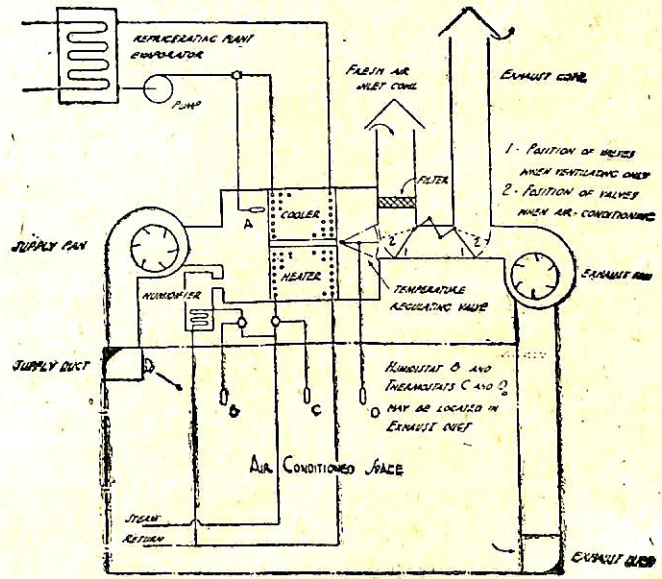 REFRIGERATING PLANT
EVAPORATOR
PUMP
FRESH AIR
INLET COWL
EXHAUST COWL
1 - POSITION OF VALVES
WHEN VENTILATING ONLY
2 - POSITION OF VALVES
WHEN AIR-CONDITIONING
FILTER
A
COOLER
2
2
1
1
SUPPLY FAN
HEATER
TEMPERATURE
REGULATING VALVE
EXHAUST FAN
HUMIDIFIER
SUPPLY DUCT
B
C
D
HUMIDISTAT B AND
THERMOSTATS C AND D
MAY BE LOCATED IN
EXHAUST DUCT
AIR CONDITIONED SPACE
STEAM
RETURN
EXHAUST DUCT